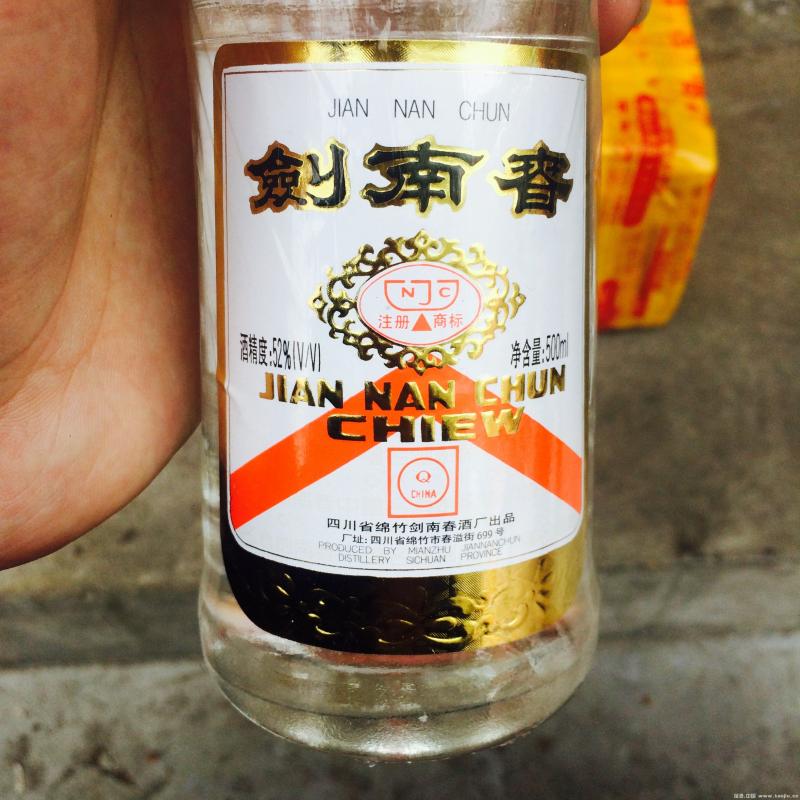 JIAN NAN CHUN
劍南春
NJC
注册▲商标
酒精度:52%(V/V)
净含量:500ml
JIAN NAN CHUN
CHIEW
Q
CHINA
四川省绵竹剑南春酒厂出品
厂址:四川省绵竹市春溢街699号
PRODUCED BY MIANZHU JIANNANCHUN
DISTILLERY SICHUAN PROVINCE